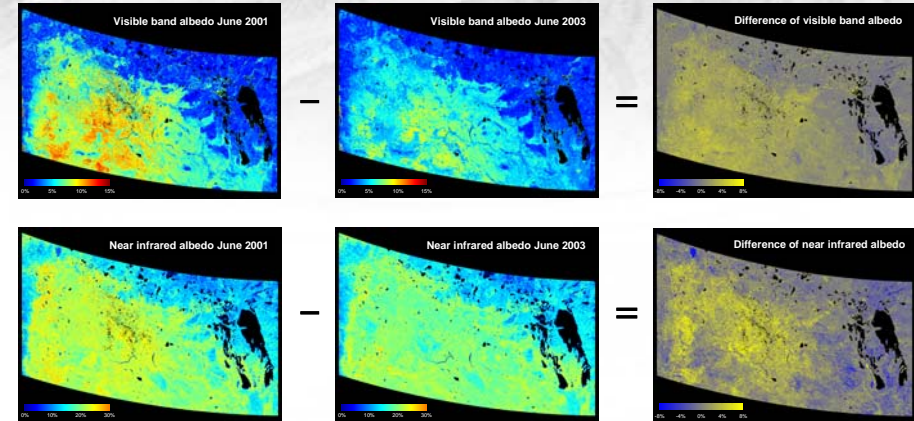 Visible band albedo June 2001
−
Visible band albedo June 2003
=
Difference of visible band albedo
0% 5% 10% 15%
0% 5% 10% 15%
-8% -4% 0% 4% 8%
Near infrared albedo June 2001
−
Near infrared albedo June 2003
=
Difference of near infrared albedo
0% 10% 20% 30%
0% 10% 20% 30%
-8% -4% 0% 4% 8%